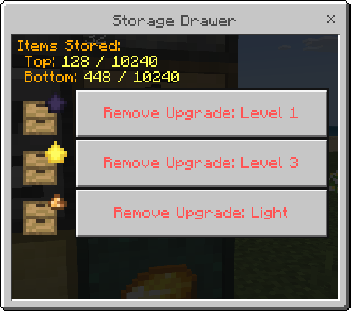 Storage Drawer
Items Stored:
Top: 128 / 10240
Bottom: 448 / 10240
Remove Upgrade: Level 1
Remove Upgrade: Level 3
Remove Upgrade: Light